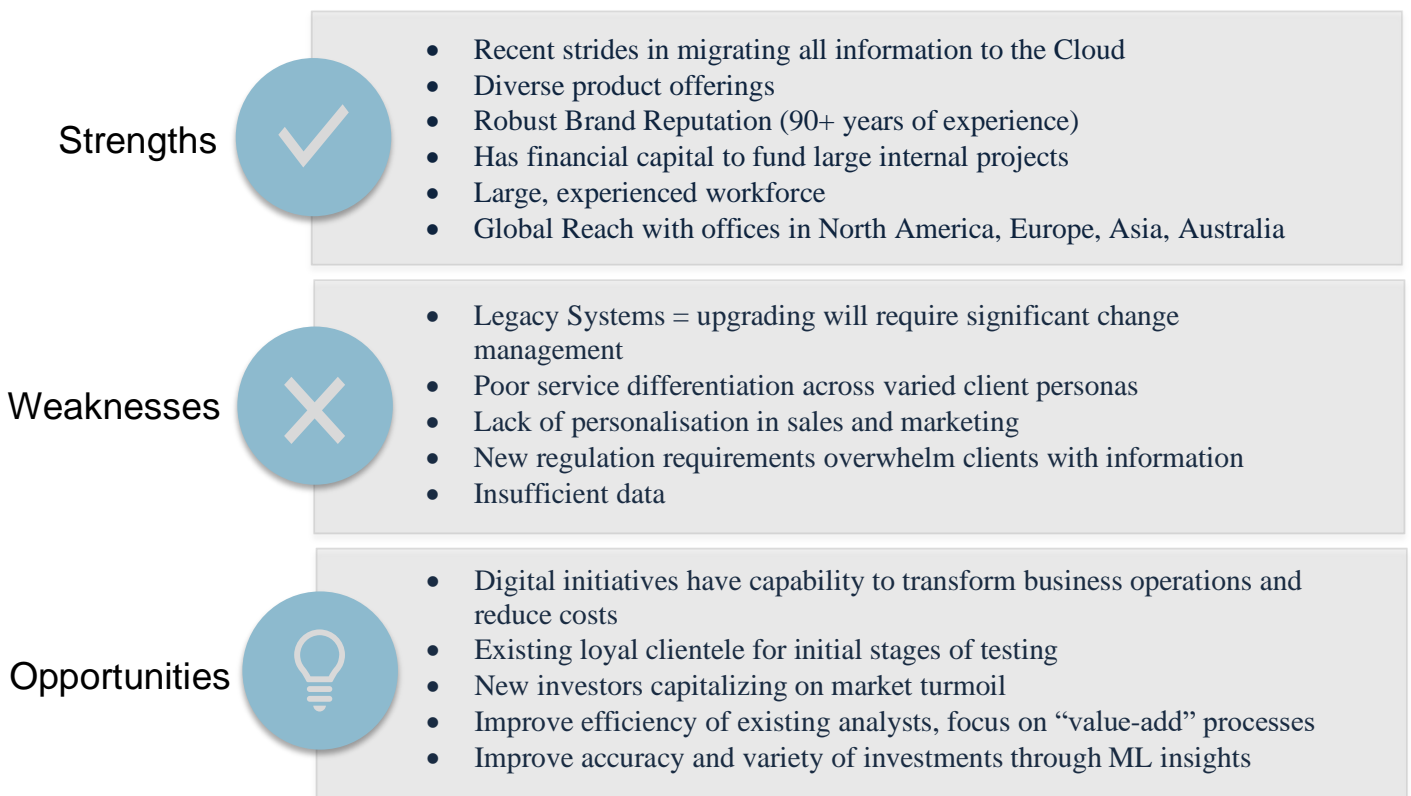 Strengths
• Recent strides in migrating all information to the Cloud
• Diverse product offerings
• Robust Brand Reputation (90+ years of experience)
• Has financial capital to fund large internal projects
• Large, experienced workforce
• Global Reach with offices in North America, Europe, Asia, Australia
Weaknesses
• Legacy Systems = upgrading will require significant change
management
• Poor service differentiation across varied client personas
• Lack of personalisation in sales and marketing
• New regulation requirements overwhelm clients with information
• Insufficient data
Opportunities
• Digital initiatives have capability to transform business operations and
reduce costs
• Existing loyal clientele for initial stages of testing
• New investors capitalizing on market turmoil
• Improve efficiency of existing analysts, focus on “value-add” processes
• Improve accuracy and variety of investments through ML insights